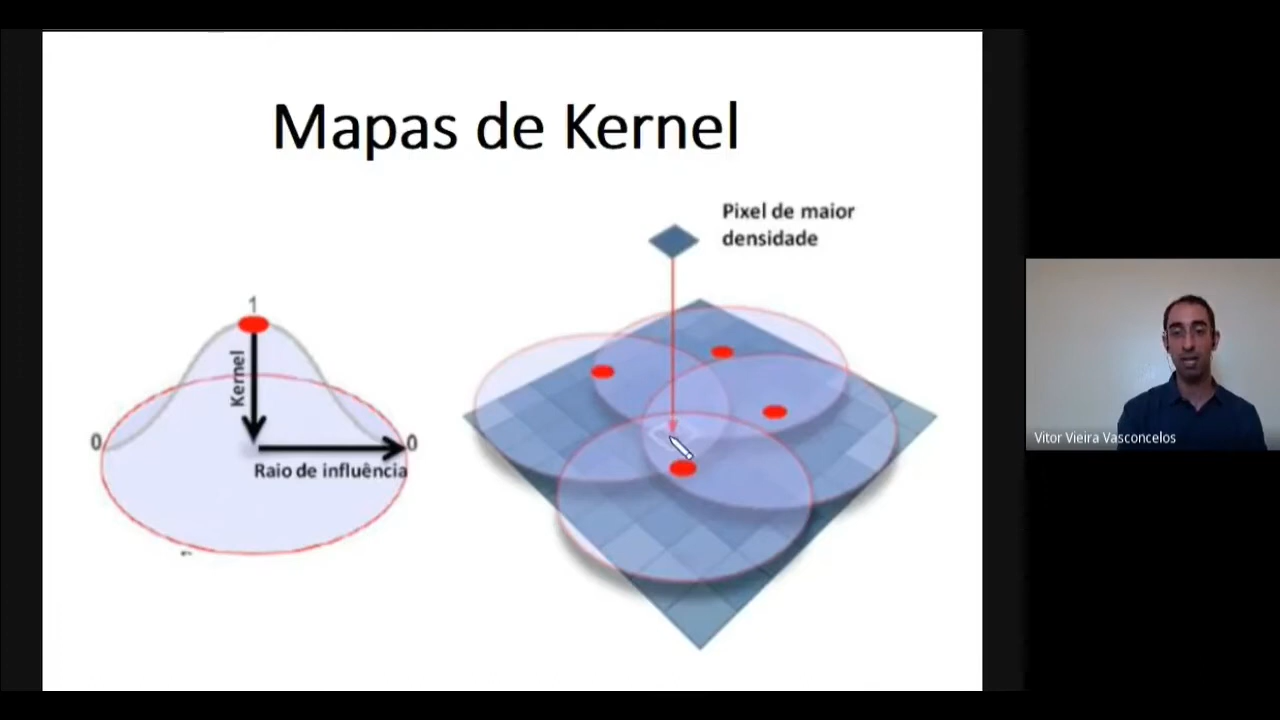 Mapas de Kernel
Pixel de maior
densidade
1
Kernel
0
0
Raio de influência
Vitor Vieira Vasconcelos